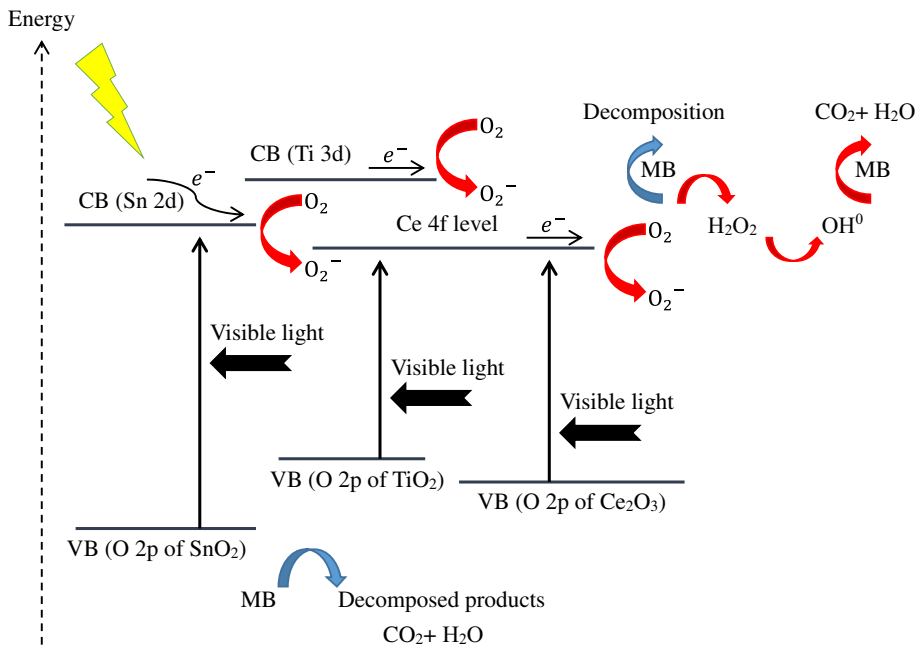 Energy
Decomposition
CO₂+ H₂O
O₂
CB (Ti 3d)
e⁻
MB
MB
e⁻
O₂⁻
CB (Sn 2d)
O₂
Ce 4f level
e⁻
O₂
H₂O₂
OH⁰
O₂⁻
O₂⁻
Visible light
Visible light
Visible light
VB (O 2p of TiO₂)
VB (O 2p of Ce₂O₃)
VB (O 2p of SnO₂)
MB
Decomposed products
CO₂+ H₂O